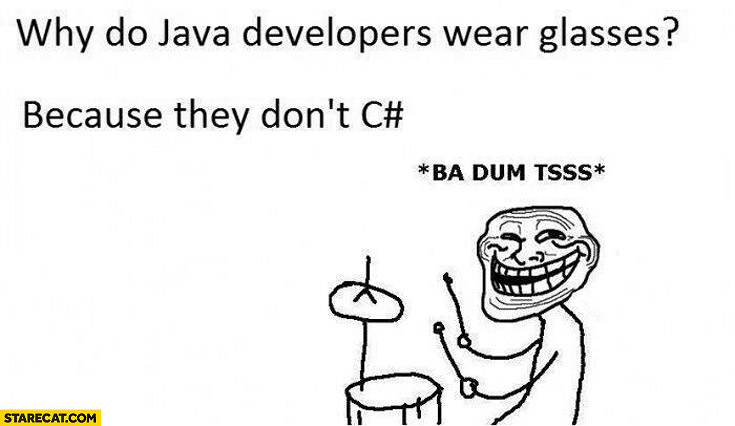 Why do Java developers wear glasses?
Because they don't C#
*BA DUM TSSS*
STARECAT.COM